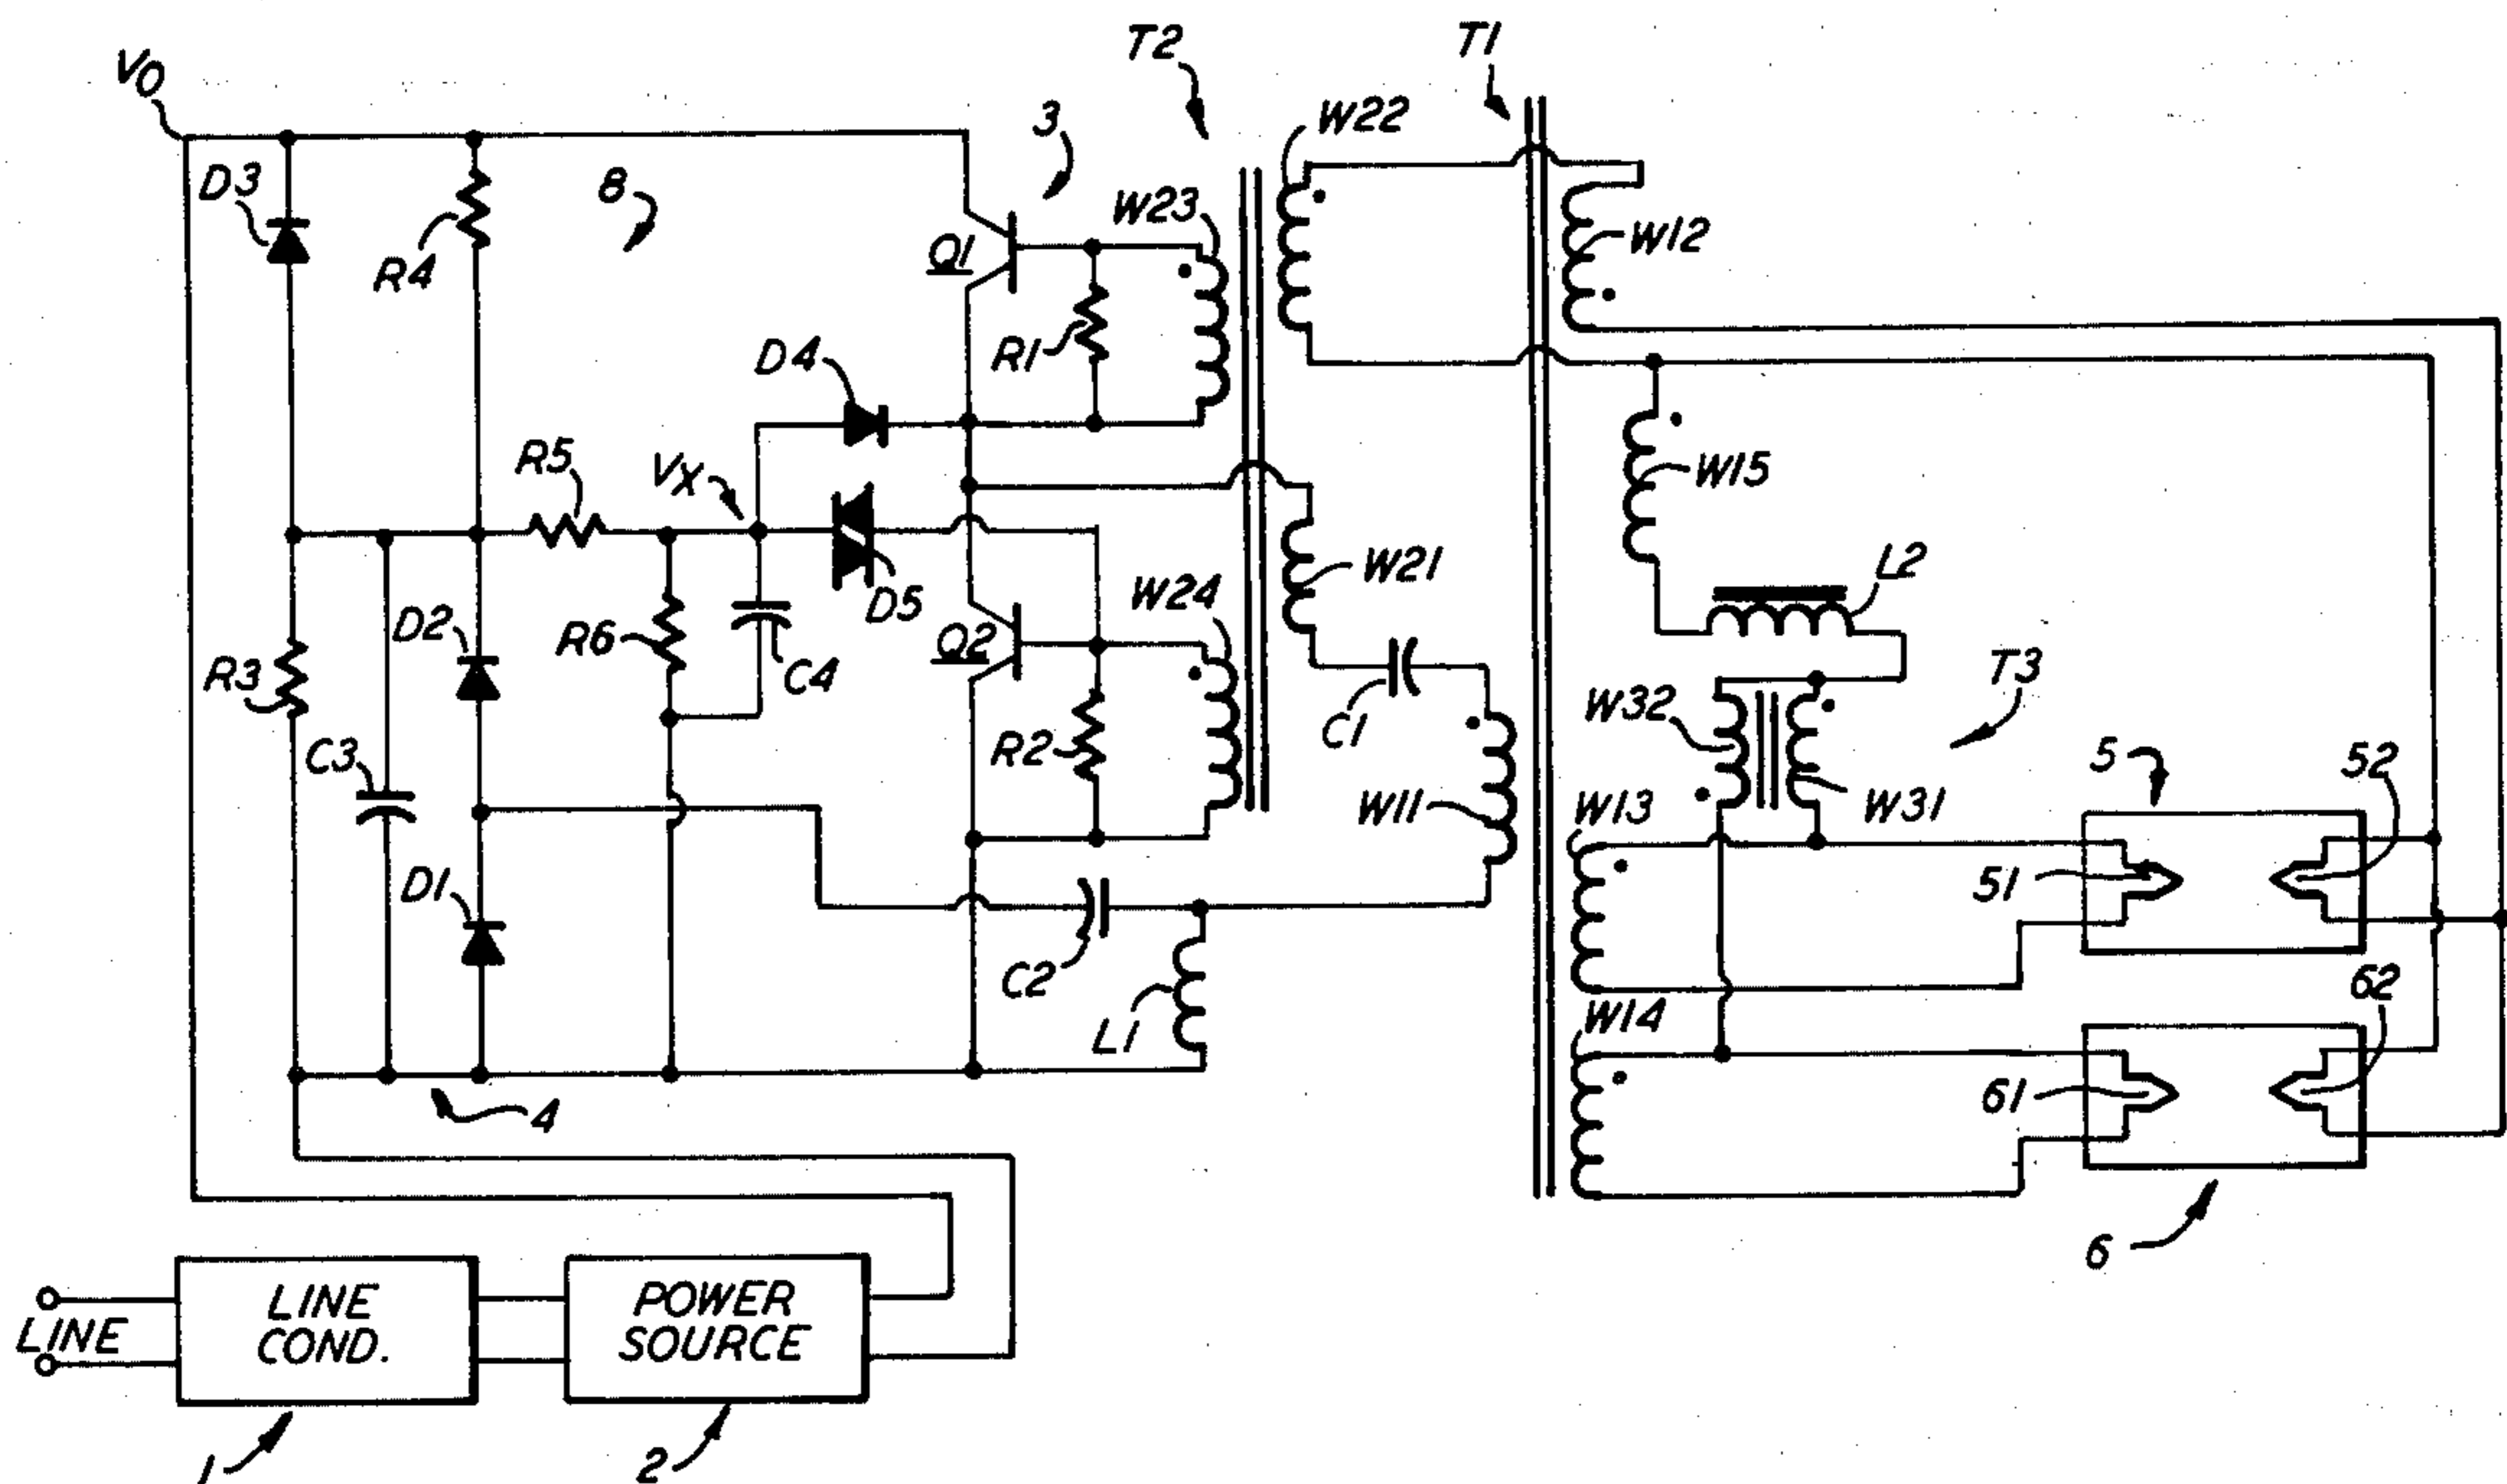 T2
T1
VO
W22
3
D3
8
W23
R4
Q1
W12
D4
R1
R5
VX
W15
W21
L2
D5
W24
D2
R6
Q2
T3
R3
C4
W32
C3
R2
C1
5
52
W13
W31
W11
D1
51
C2
62
W14
L1
61
4
6
LINE
LINE
COND.
POWER
SOURCE
1
2